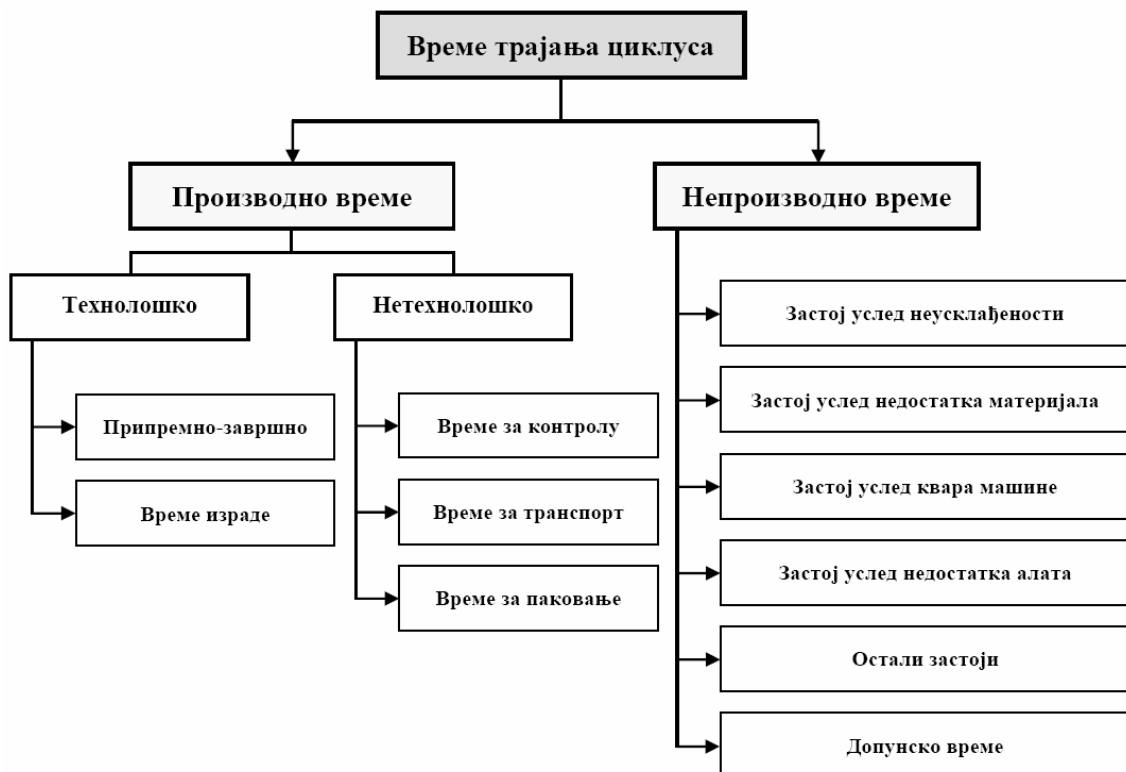 Време трајања циклуса
Производно време
Непроизводно време
Технолошко
Нетехнолошко
Припремно-завршно
Време израде
Време за контролу
Време за транспорт
Време за паковање
Застој услед неусклађености
Застој услед недостатка материјала
Застој услед квара машине
Застој услед недостатка алата
Остали застоји
Допунско време